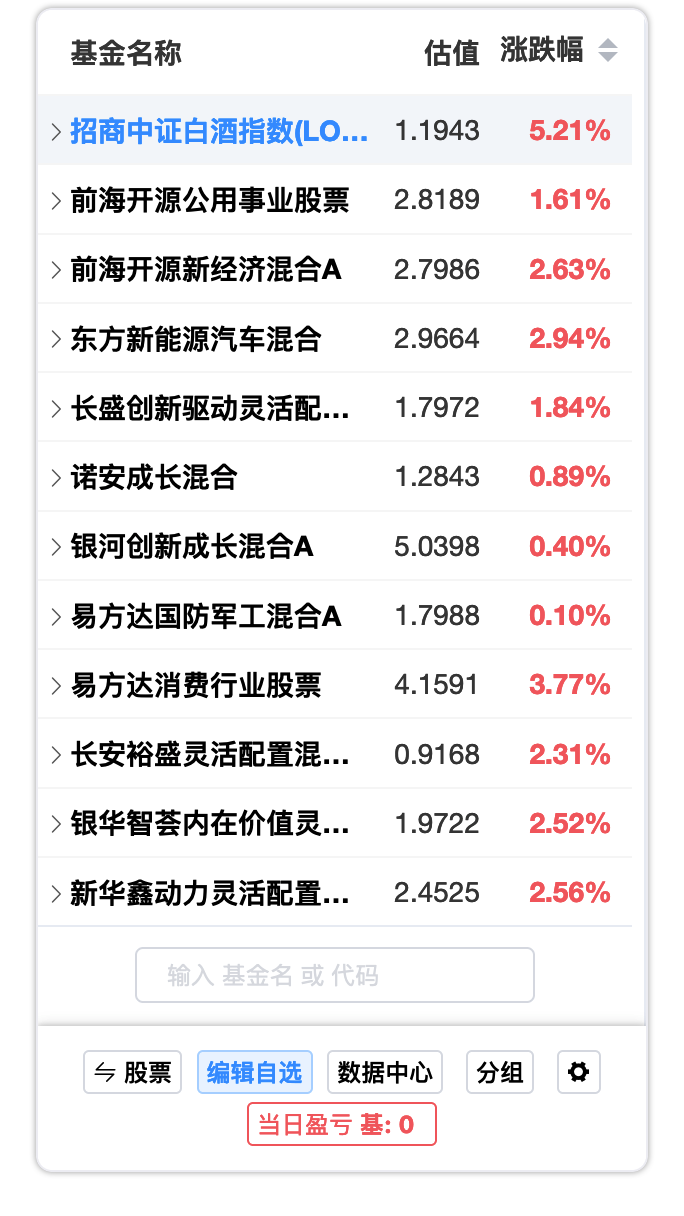 基金名称 估值 涨跌幅
招商中证白酒指数(LO... 1.1943 5.21%
前海开源公用事业股票 2.8189 1.61%
前海开源新经济混合A 2.7986 2.63%
东方新能源汽车混合 2.9664 2.94%
长盛创新驱动灵活配... 1.7972 1.84%
诺安成长混合 1.2843 0.89%
银河创新成长混合A 5.0398 0.40%
易方达国防军工混合A 1.7988 0.10%
易方达消费行业股票 4.1591 3.77%
长安裕盛灵活配置混... 0.9168 2.31%
银华智荟内在价值灵... 1.9722 2.52%
新华鑫动力灵活配置... 2.4525 2.56%
输入 基金名 或 代码
股票 编辑自选 数据中心 分组
当日盈亏 基: 0